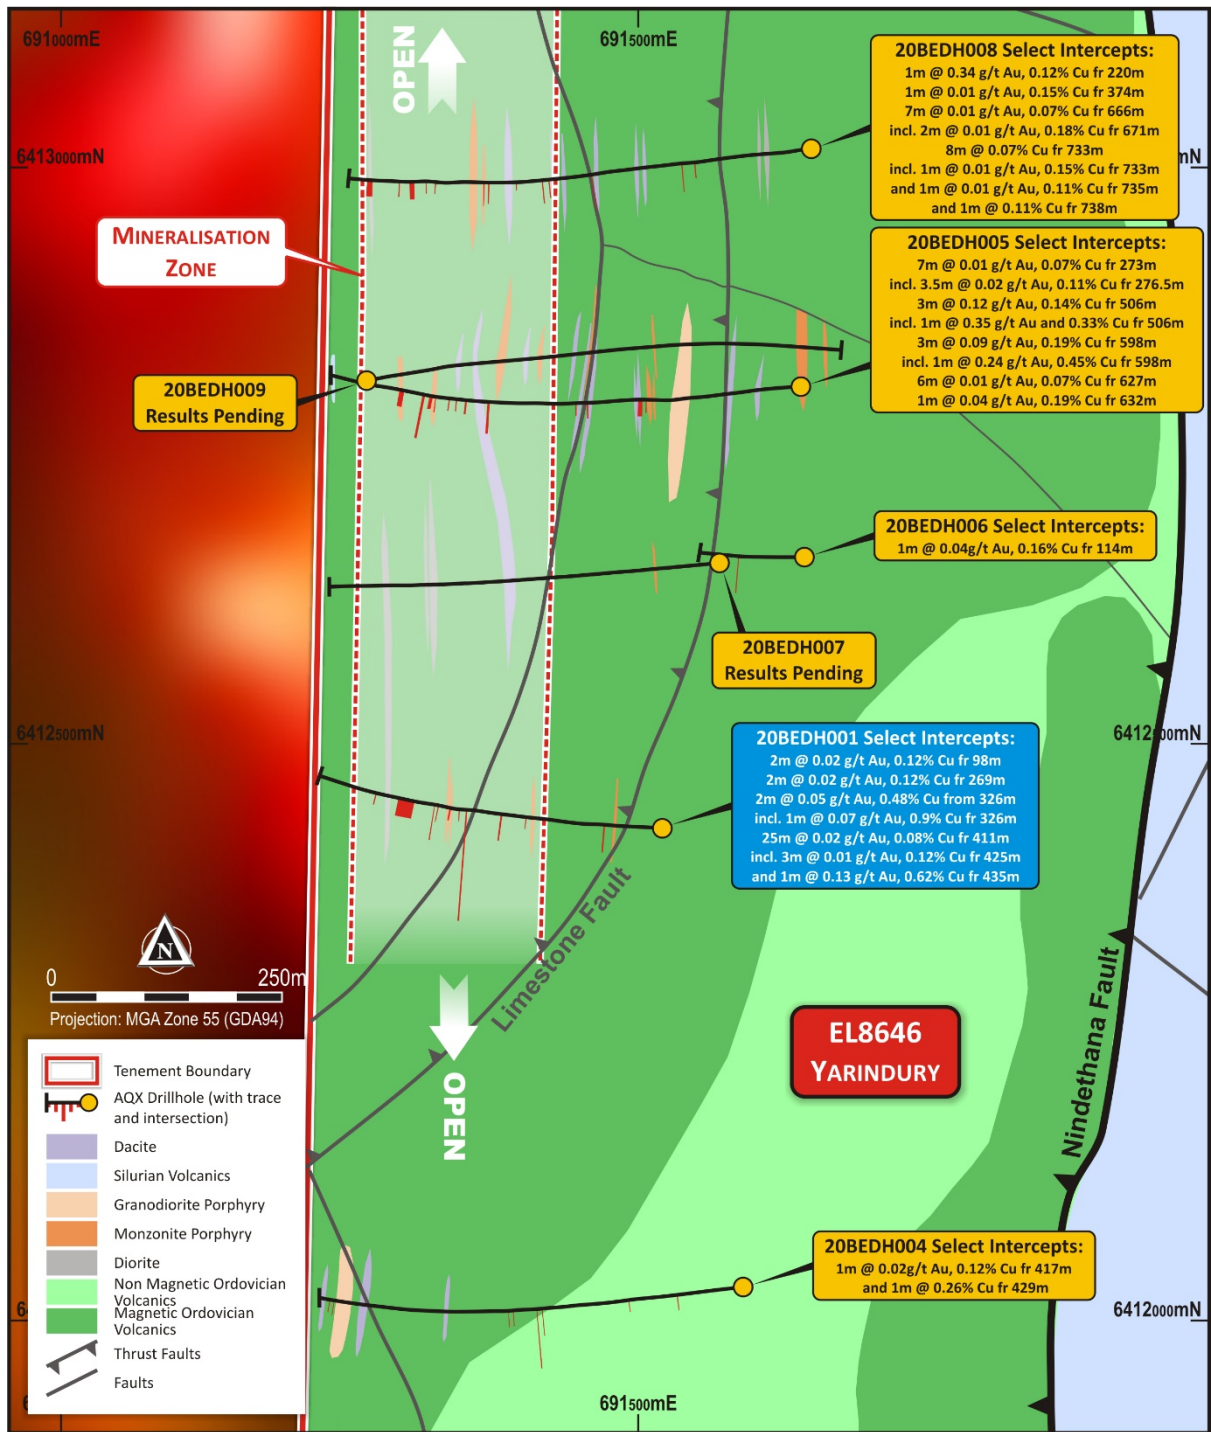 691000mE
691500mE
OPEN
20BEDH008 Select Intercepts:
1m @ 0.34 g/t Au, 0.12% Cu fr 220m
1m @ 0.01 g/t Au, 0.15% Cu fr 374m
7m @ 0.01 g/t Au, 0.07% Cu fr 666m
incl. 2m @ 0.01 g/t Au, 0.18% Cu fr 671m
8m @ 0.07% Cu fr 733m
incl. 1m @ 0.01 g/t Au, 0.15% Cu fr 733m
and 1m @ 0.01 g/t Au, 0.11% Cu fr 735m
and 1m @ 0.11% Cu fr 738m
6413000mN
mN
MINERALISATION
ZONE
20BEDH005 Select Intercepts:
7m @ 0.01 g/t Au, 0.07% Cu fr 273m
incl. 3.5m @ 0.02 g/t Au, 0.11% Cu fr 276.5m
3m @ 0.12 g/t Au, 0.14% Cu fr 506m
incl. 1m @ 0.35 g/t Au and 0.33% Cu fr 506m
3m @ 0.09 g/t Au, 0.19% Cu fr 598m
incl. 1m @ 0.24 g/t Au, 0.45% Cu fr 598m
6m @ 0.01 g/t Au, 0.07% Cu fr 627m
1m @ 0.04 g/t Au, 0.19% Cu fr 632m
20BEDH009
Results Pending
20BEDH006 Select Intercepts:
1m @ 0.04g/t Au, 0.16% Cu fr 114m
20BEDH007
Results Pending
6412500mN
20BEDH001 Select Intercepts:
2m @ 0.02 g/t Au, 0.12% Cu fr 98m
2m @ 0.02 g/t Au, 0.12% Cu fr 269m
2m @ 0.05 g/t Au, 0.48% Cu from 326m
incl. 1m @ 0.07 g/t Au, 0.9% Cu fr 326m
25m @ 0.02 g/t Au, 0.08% Cu fr 411m
incl. 3m @ 0.01 g/t Au, 0.12% Cu fr 425m
and 1m @ 0.13 g/t Au, 0.62% Cu fr 435m
Limestone Fault
N
0 250m
Projection: MGA Zone 55 (GDA94)
OPEN
EL8646
YARINDURY
Nindethana Fault
Tenement Boundary
AQX Drillhole (with trace
and intersection)
Dacite
Silurian Volcanics
Granodiorite Porphyry
Monzonite Porphyry
Diorite
Non Magnetic Ordovician
Volcanics
Magnetic Ordovician
Volcanics
Thrust Faults
Faults
20BEDH004 Select Intercepts:
1m @ 0.02g/t Au, 0.12% Cu fr 417m
and 1m @ 0.26% Cu fr 429m
6412000mN
691500mE